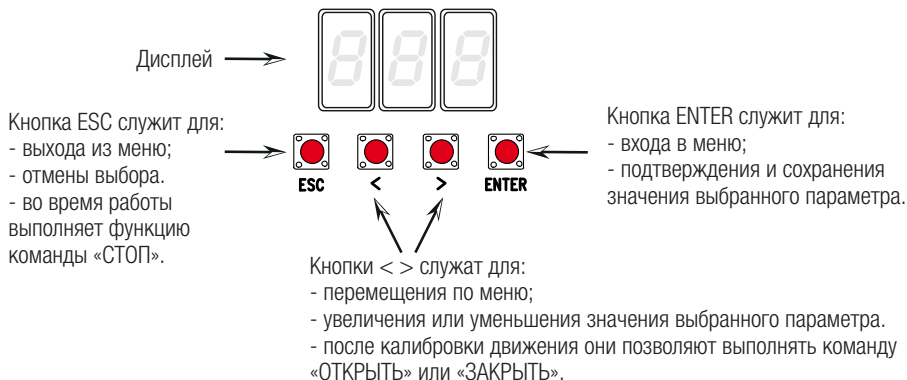 Дисплей
Кнопка ESC служит для:
- выхода из меню;
- отмены выбора.
- во время работы
выполняет функцию
команды «СТОП».
ESC
<
>
ENTER
Кнопка ENTER служит для:
- входа в меню;
- подтверждения и сохранения
значения выбранного параметра.
Кнопки < > служат для:
- перемещения по меню;
- увеличения или уменьшения значения выбранного параметра.
- после калибровки движения они позволяют выполнять команду
«ОТКРЫТЬ» или «ЗАКРЫТЬ».